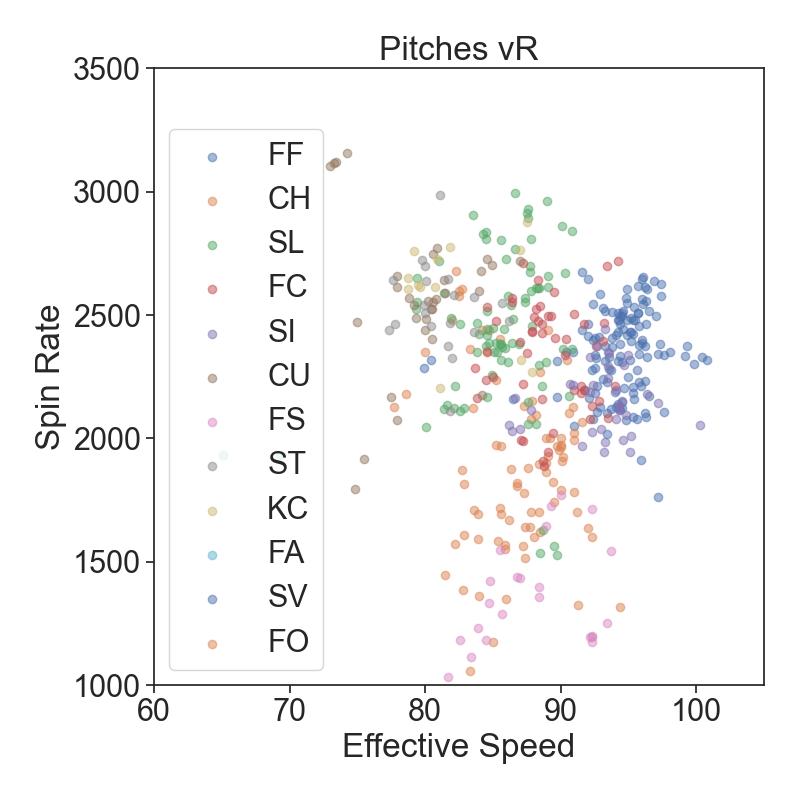 Pitches vR
3500
3000
2500
2000
1500
1000
Spin Rate
FF
CH
SL
FC
SI
CU
FS
ST
KC
FA
SV
FO
60
70
80
90
100
Effective Speed